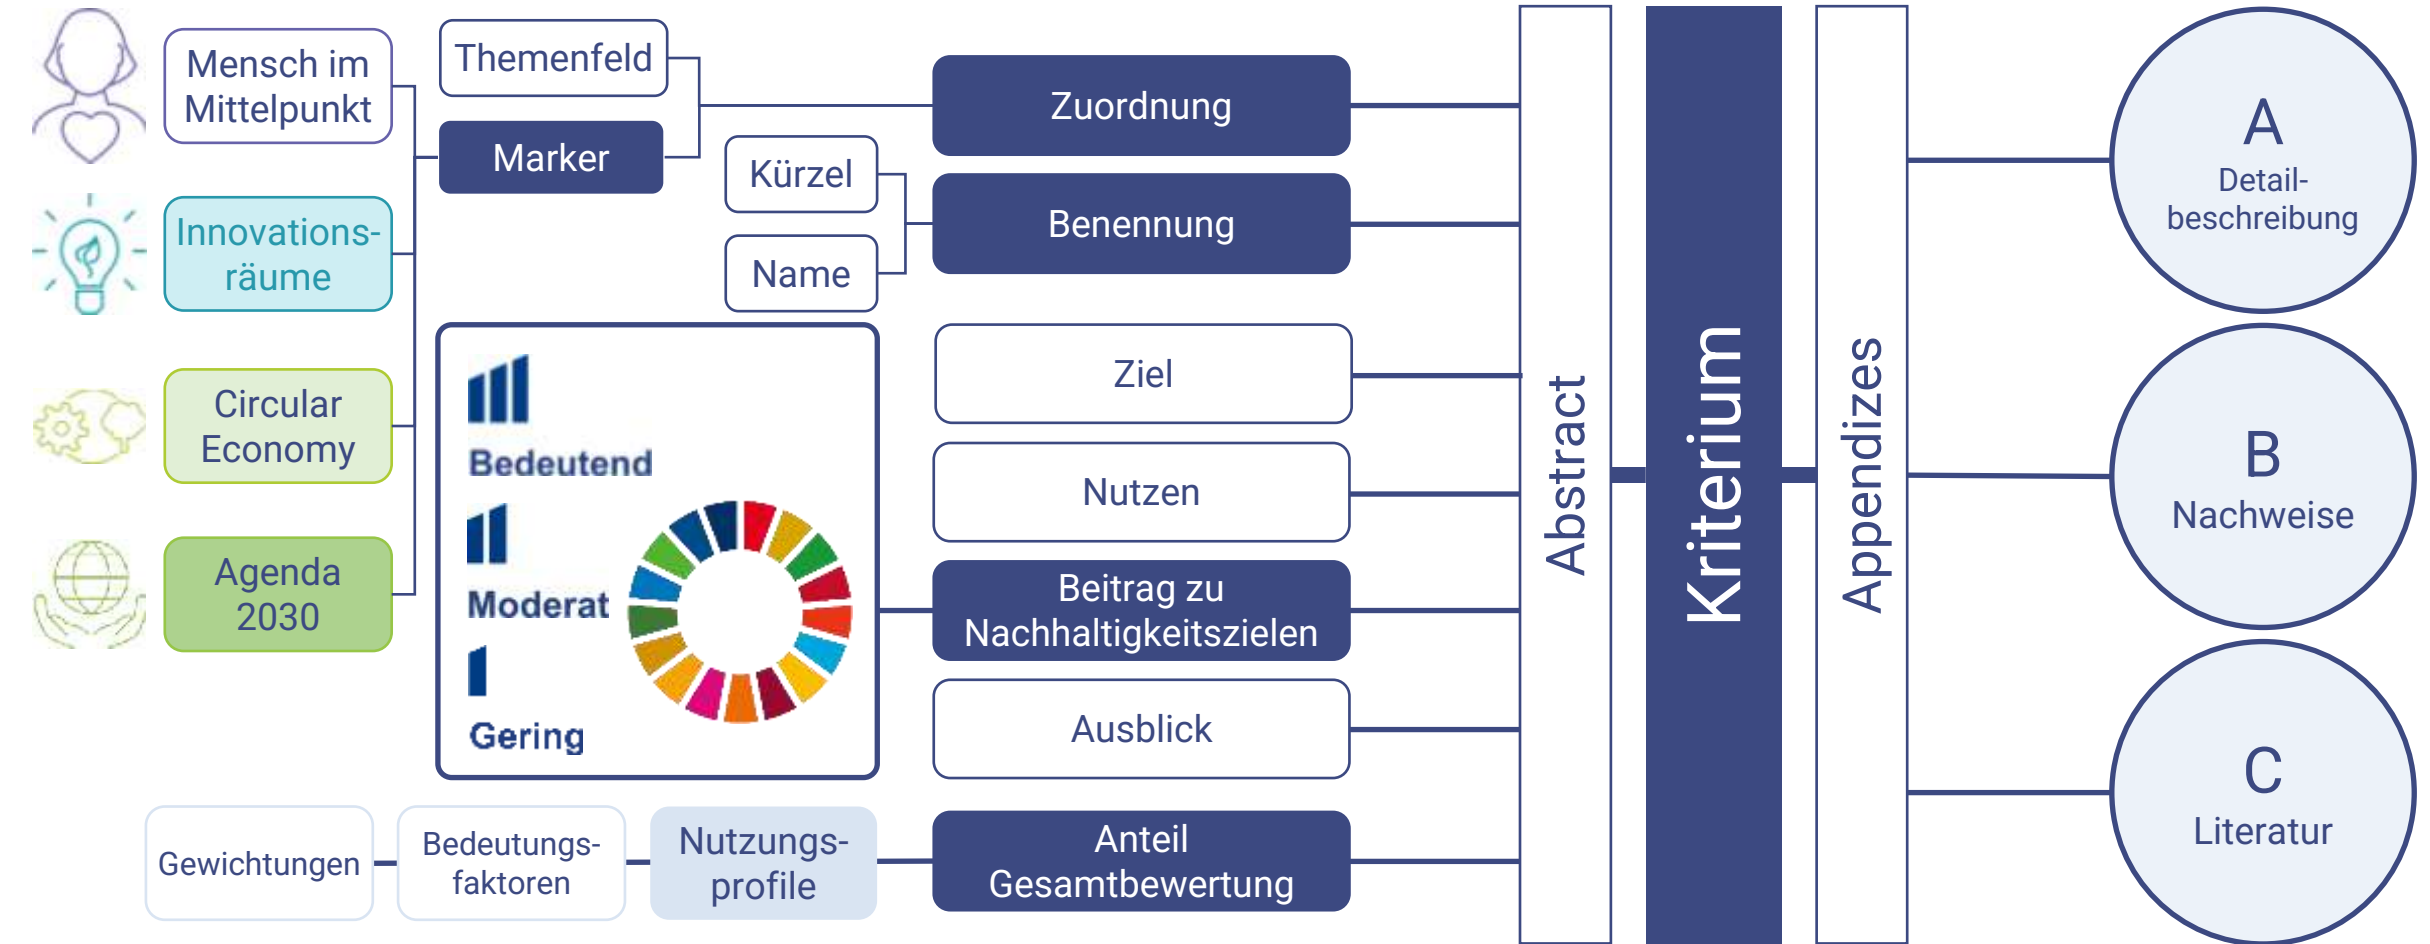 Mensch im
Mittelpunkt
Innovations-
räume
Circular
Economy
Agenda
2030
Themenfeld
Marker
Kürzel
Name
Bedeutend
Moderat
Gering
Gewichtungen
Bedeutungs-
faktoren
Nutzungs-
profile
Zuordnung
Benennung
Ziel
Nutzen
Beitrag zu
Nachhaltigkeitszielen
Ausblick
Anteil
Gesamtbewertung
Abstract
Kriterium
Appendizes
A
Detail-
beschreibung
B
Nachweise
C
Literatur